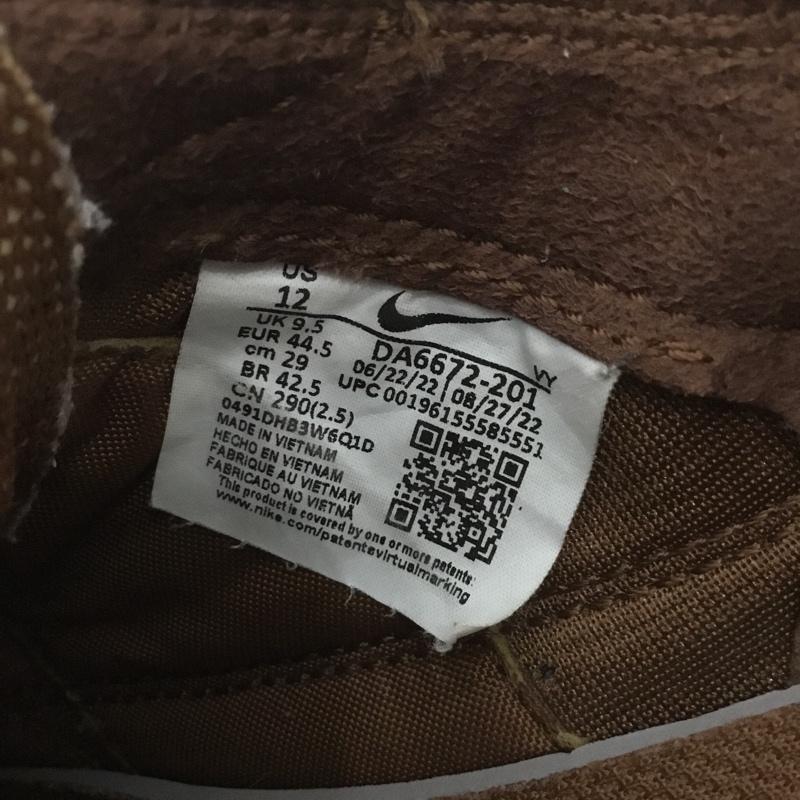 US
12
UK 9.5
EUR 44.5
cm 29
BR 42.5
CN 290(2.5)
0491DHB3W6Q1D
MADE IN VIETNAM
HECHO EN VIETNAM
FABRIQUE AU VIETNAM
FABRICADO NO VIETNÃ
VY
DA6672-201
06/22/22 | 08/27/22
UPC 00196155585551
This product is covered by one or more patents:
www.nike.com/patentsvirtualmarking